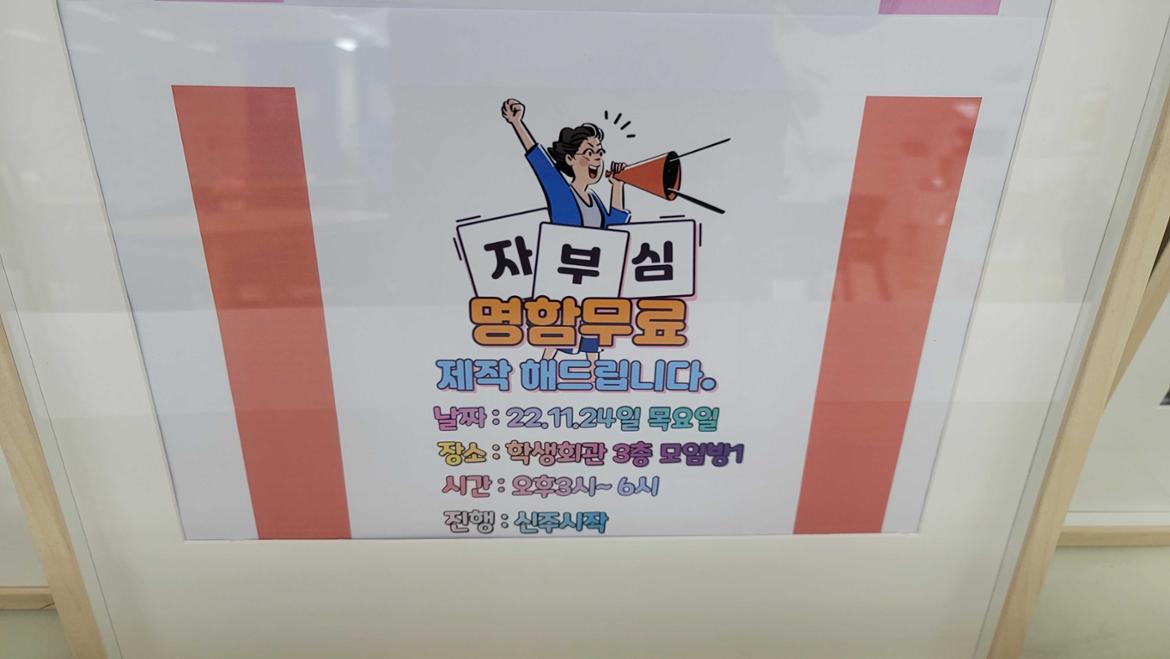 자부심
명함무료
제작 해드립니다.
날짜 : 22.11.24일 목요일
장소 : 학생회관 3층 모임방1
시간 : 오후3시~ 6시
진행 : 신주시작